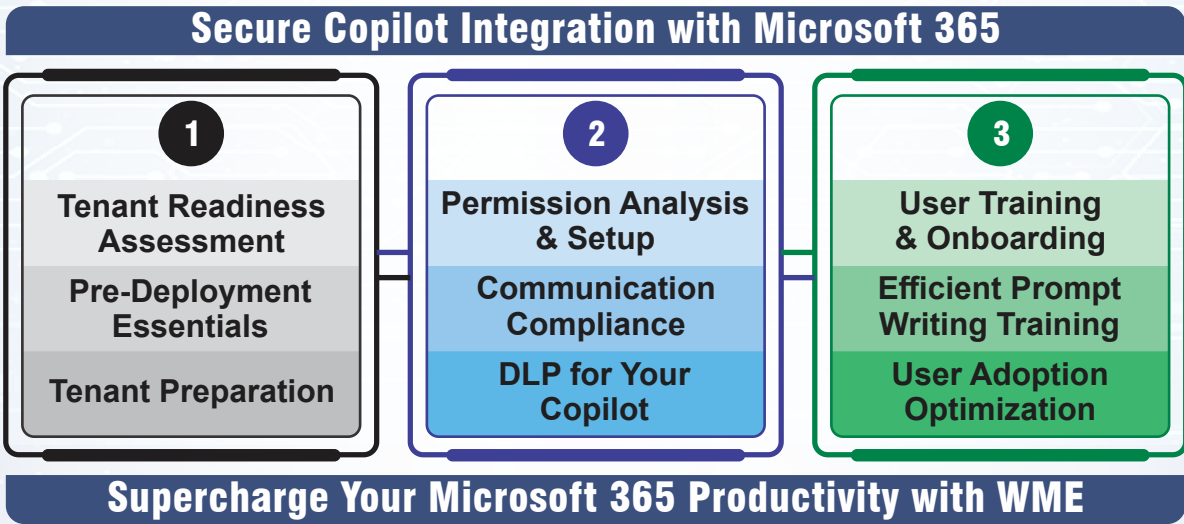 Secure Copilot Integration with Microsoft 365
1
Tenant Readiness
Assessment
Pre-Deployment
Essentials
Tenant Preparation
2
Permission Analysis
& Setup
Communication
Compliance
DLP for Your
Copilot
3
User Training
& Onboarding
Efficient Prompt
Writing Training
User Adoption
Optimization
Supercharge Your Microsoft 365 Productivity with WME